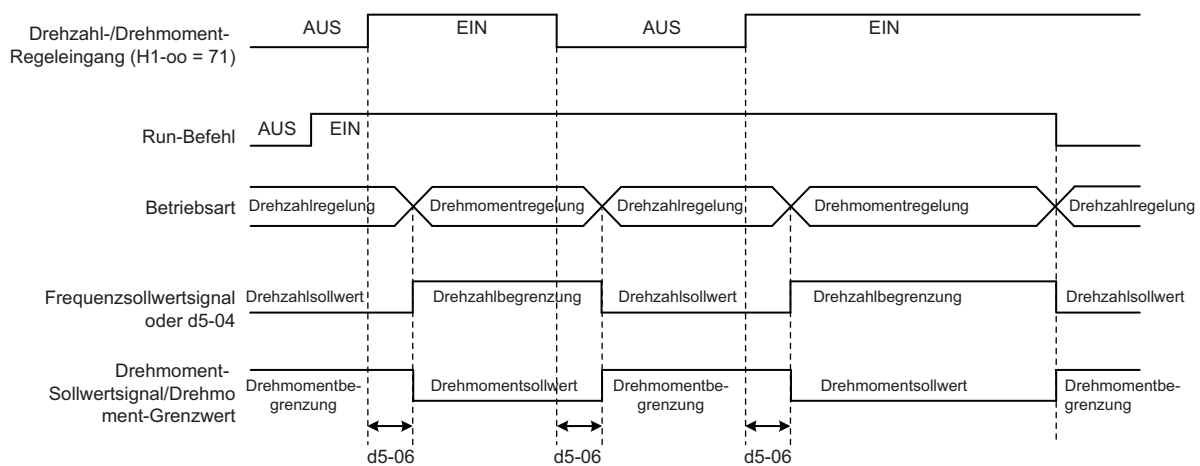 Drehzahl-/Drehmoment-
Regeleingang (H1-oo = 71)
AUS EIN AUS EIN
Run-Befehl
AUS EIN
Betriebsart
Drehzahlregelung Drehmomentregelung Drehzahlregelung Drehmomentregelung Drehzahlregelung
Frequenzsollwertsignal
oder d5-04
Drehzahlsollwert Drehzahlbegrenzung Drehzahlsollwert Drehzahlbegrenzung Drehzahlsollwert
Drehmoment-
Sollwertsignal/Drehmo
ment-Grenzwert
Drehmomentbe-
grenzung
Drehmomentsollwert
Drehmomentbe-
grenzung
Drehmomentsollwert
Drehmomentbe-
grenzung
d5-06 d5-06 d5-06